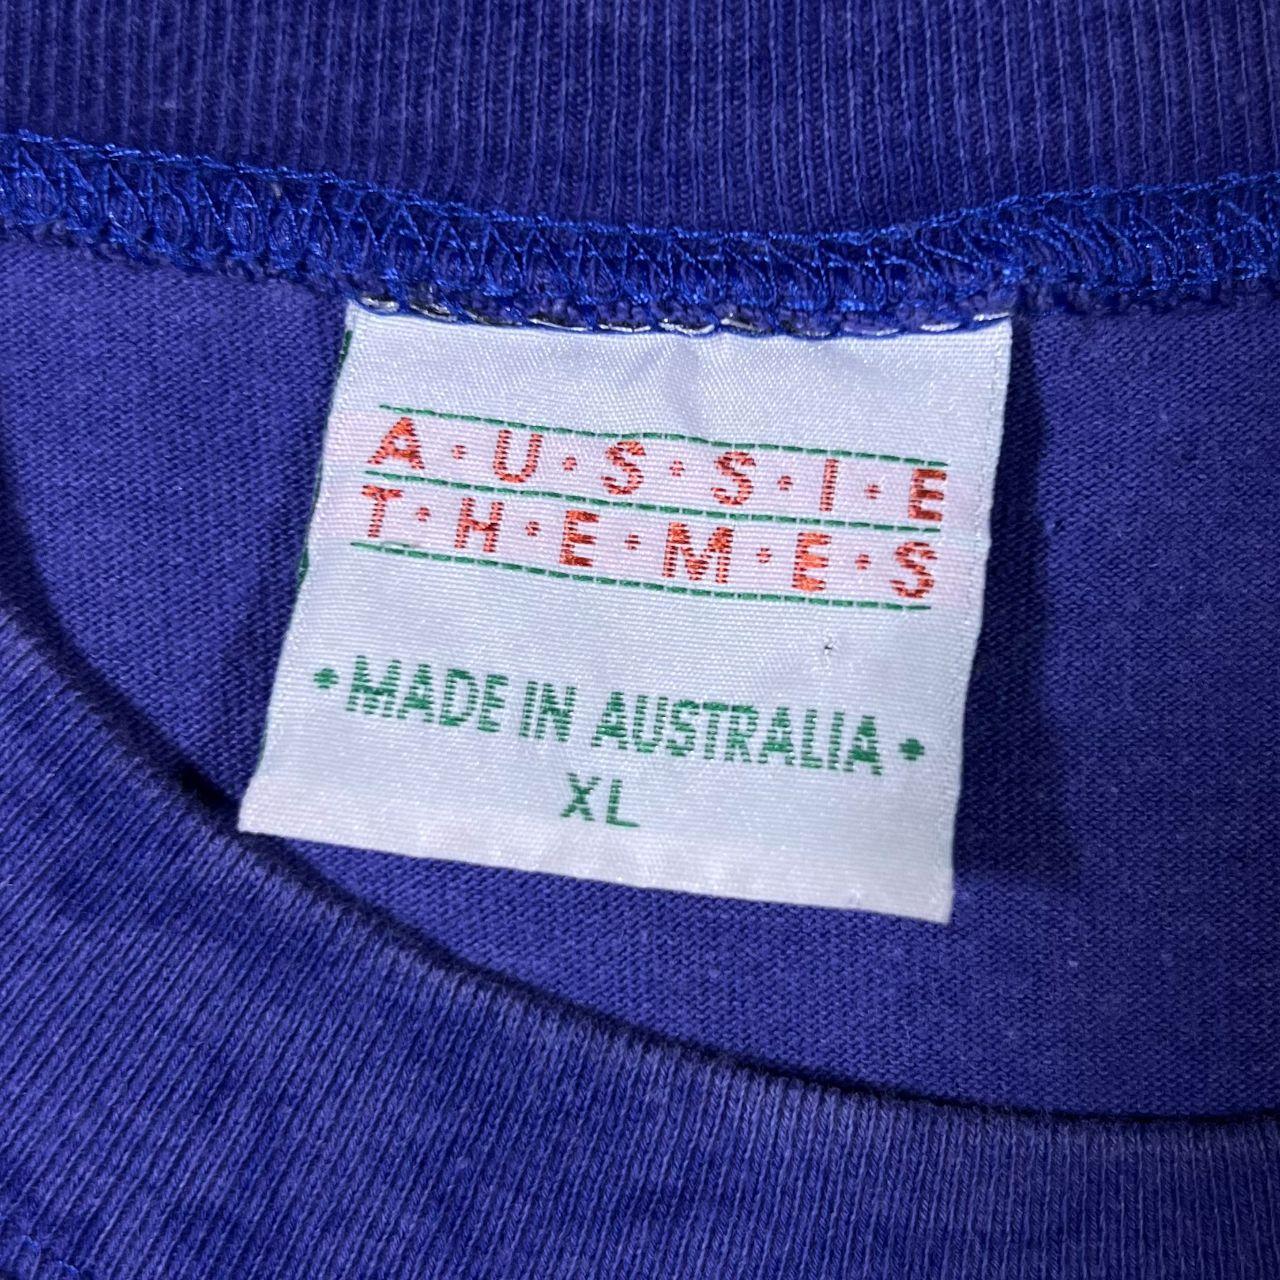 A·U·S·S·I·E
T·H·E·M·E·S
•MADE IN AUSTRALIA•
XL